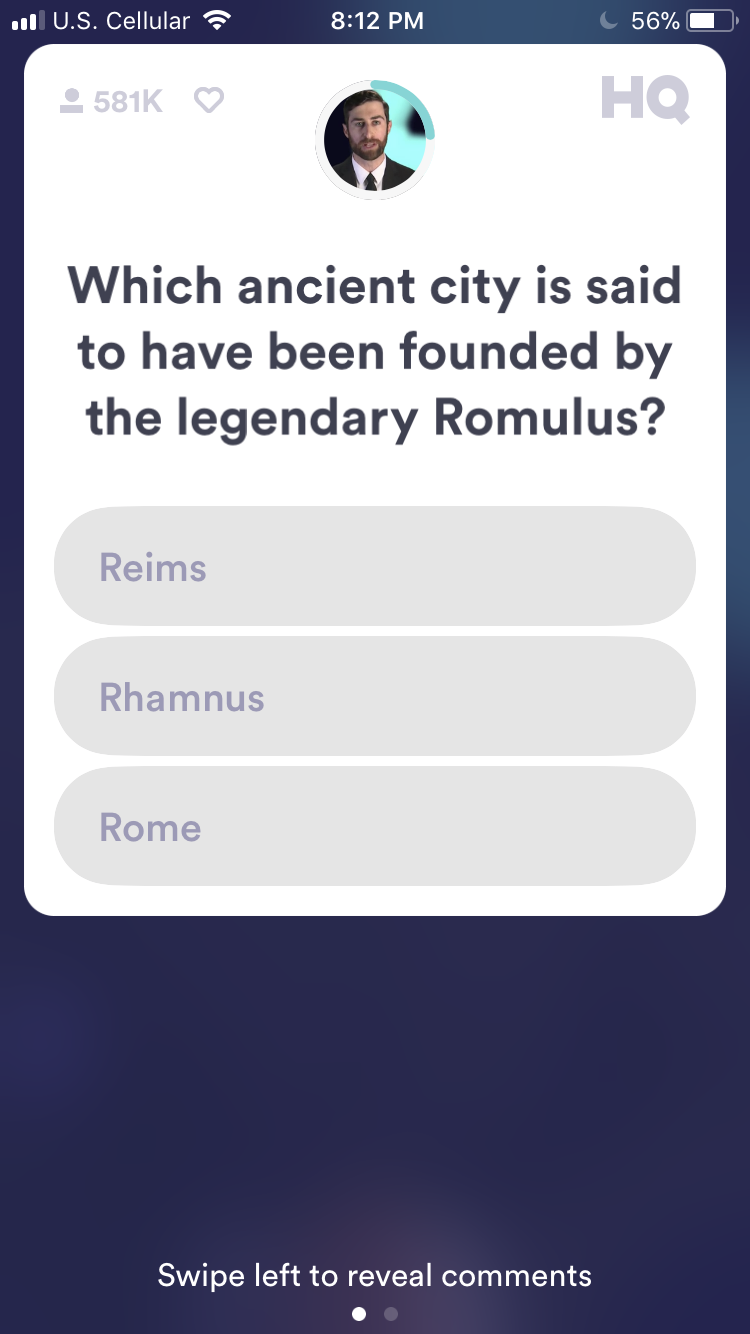 U.S. Cellular 8:12 PM 56%
581K HQ
Which ancient city is said
to have been founded by
the legendary Romulus?
Reims
Rhamnus
Rome
Swipe left to reveal comments